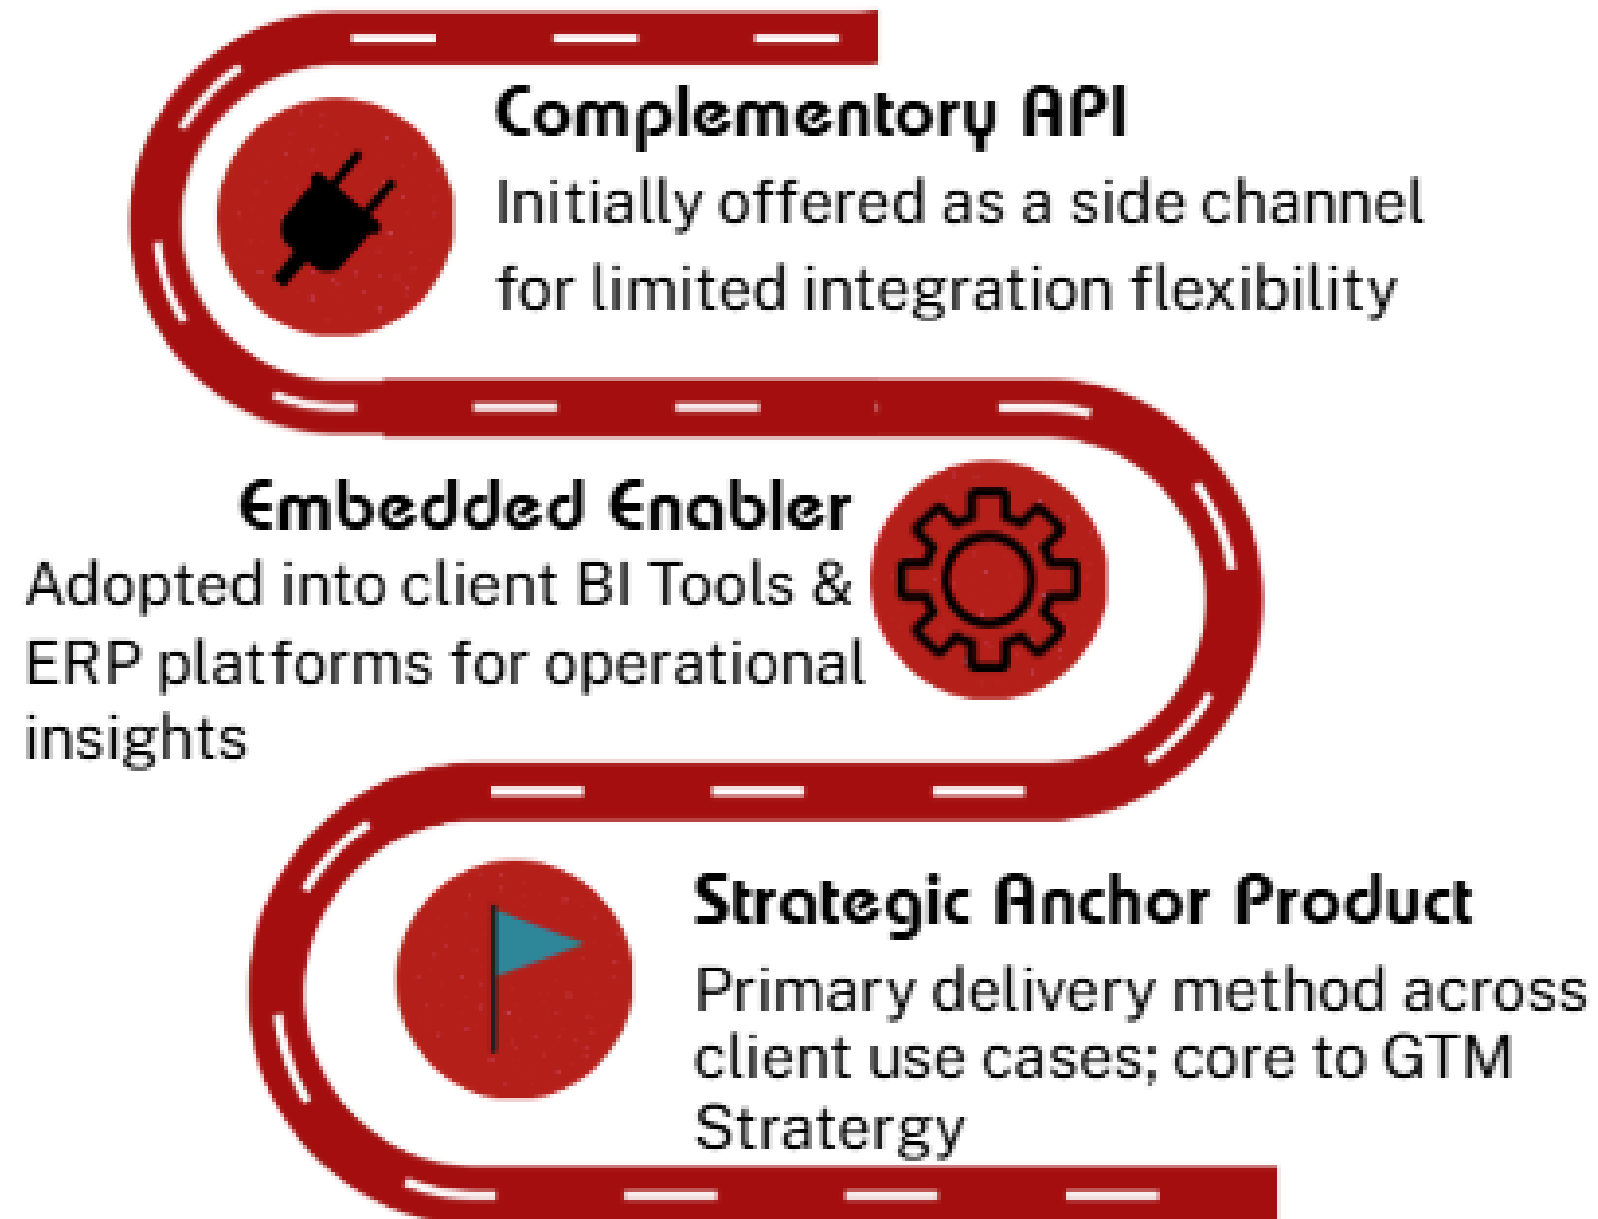 Complementory API
Initially offered as a side channel
for limited integration flexibility
Embedded Enabler
Adopted into client BI Tools &
ERP platforms for operational
insights
Strategic Anchor Product
Primary delivery method across
client use cases; core to GTM
Stratergy